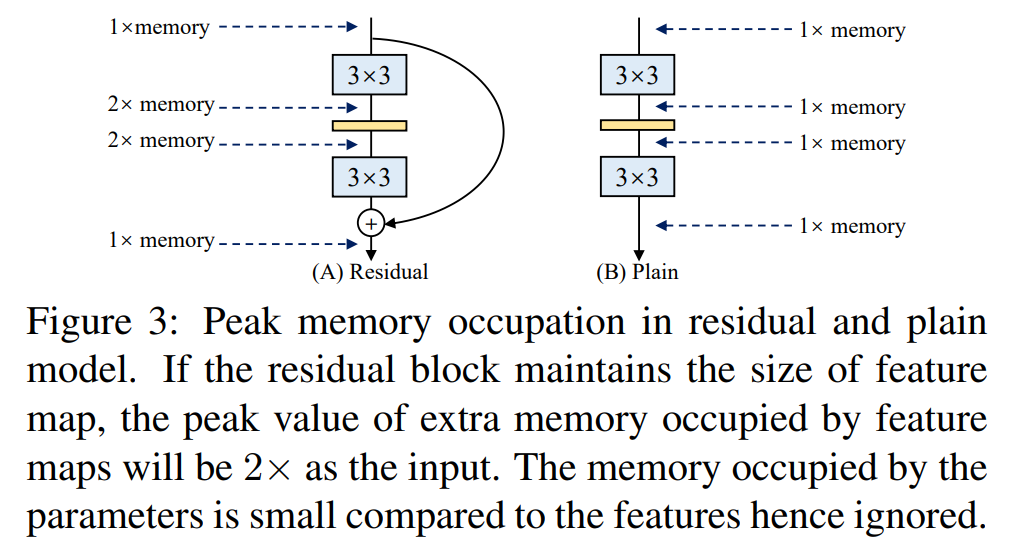 1×memory
3×3
2× memory
2× memory
3×3
+
1× memory
(A) Residual
1× memory
3×3
1× memory
1× memory
3×3
1× memory
(B) Plain
Figure 3: Peak memory occupation in residual and plain
model. If the residual block maintains the size of feature
map, the peak value of extra memory occupied by feature
maps will be 2× as the input. The memory occupied by the
parameters is small compared to the features hence ignored.